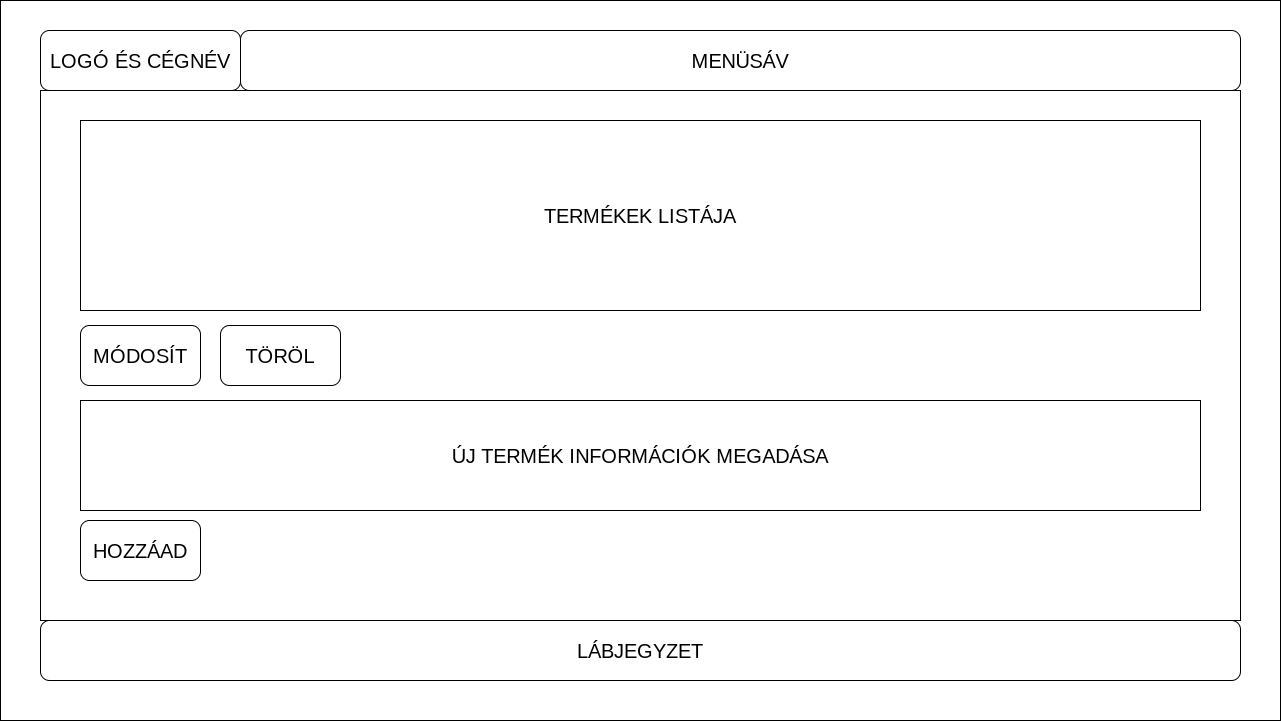 LOGÓ ÉS CÉGNÉV
MENÜSÁV
TERMÉKEK LISTÁJA
MÓDOSÍT
TÖRÖL
ÚJ TERMÉK INFORMÁCIÓK MEGADÁSA
HOZZÁAD
LÁBJEGYZET